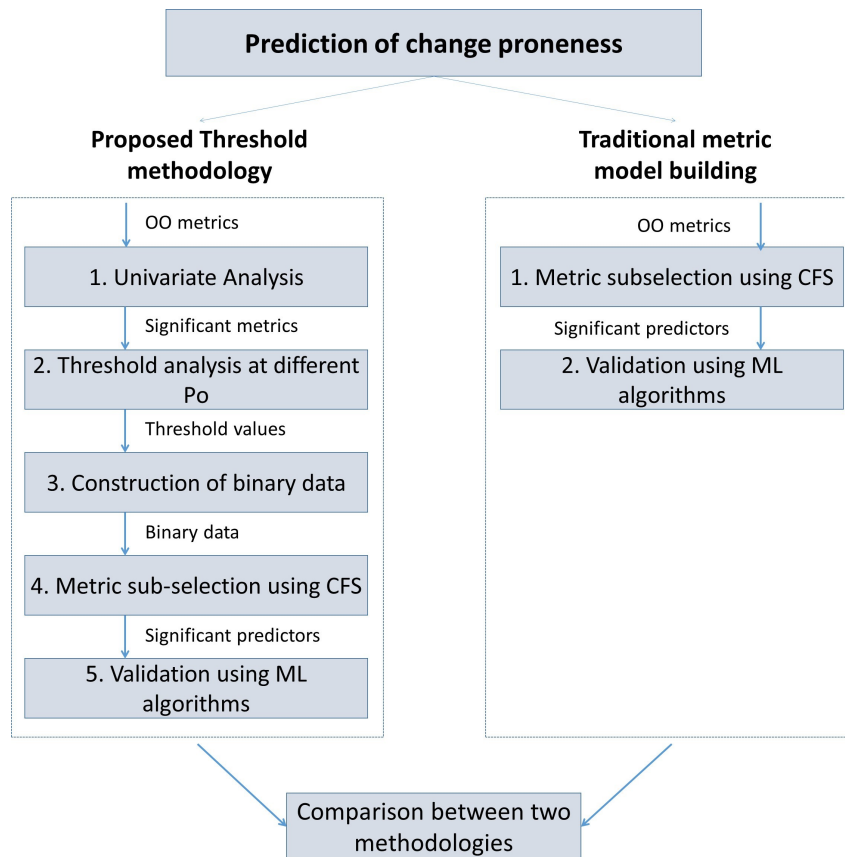 Prediction of change proneness
Proposed Threshold
methodology
OO metrics
1. Univariate Analysis
Significant metrics
2. Threshold analysis at different
Po
Threshold values
3. Construction of binary data
Binary data
4. Metric sub-selection using CFS
Significant predictors
5. Validation using ML
algorithms
Traditional metric
model building
OO metrics
1. Metric subselection using CFS
Significant predictors
2. Validation using ML
algorithms
Comparison between two
methodologies